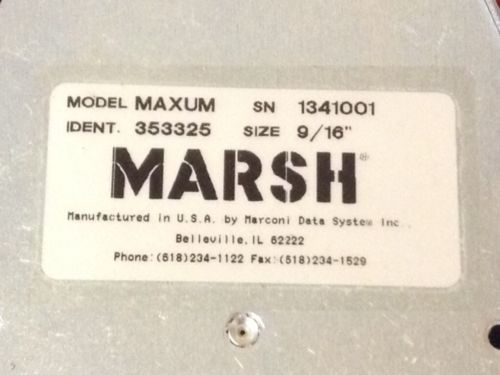 MODEL MAXUM SN 1341001
IDENT. 353325 SIZE 9/16"
MARSH®
Manufactured in U.S.A. by Marconi Data System Inc.
Belleville, IL 62222
Phone:(618)234-1122 Fax:(618)234-1529